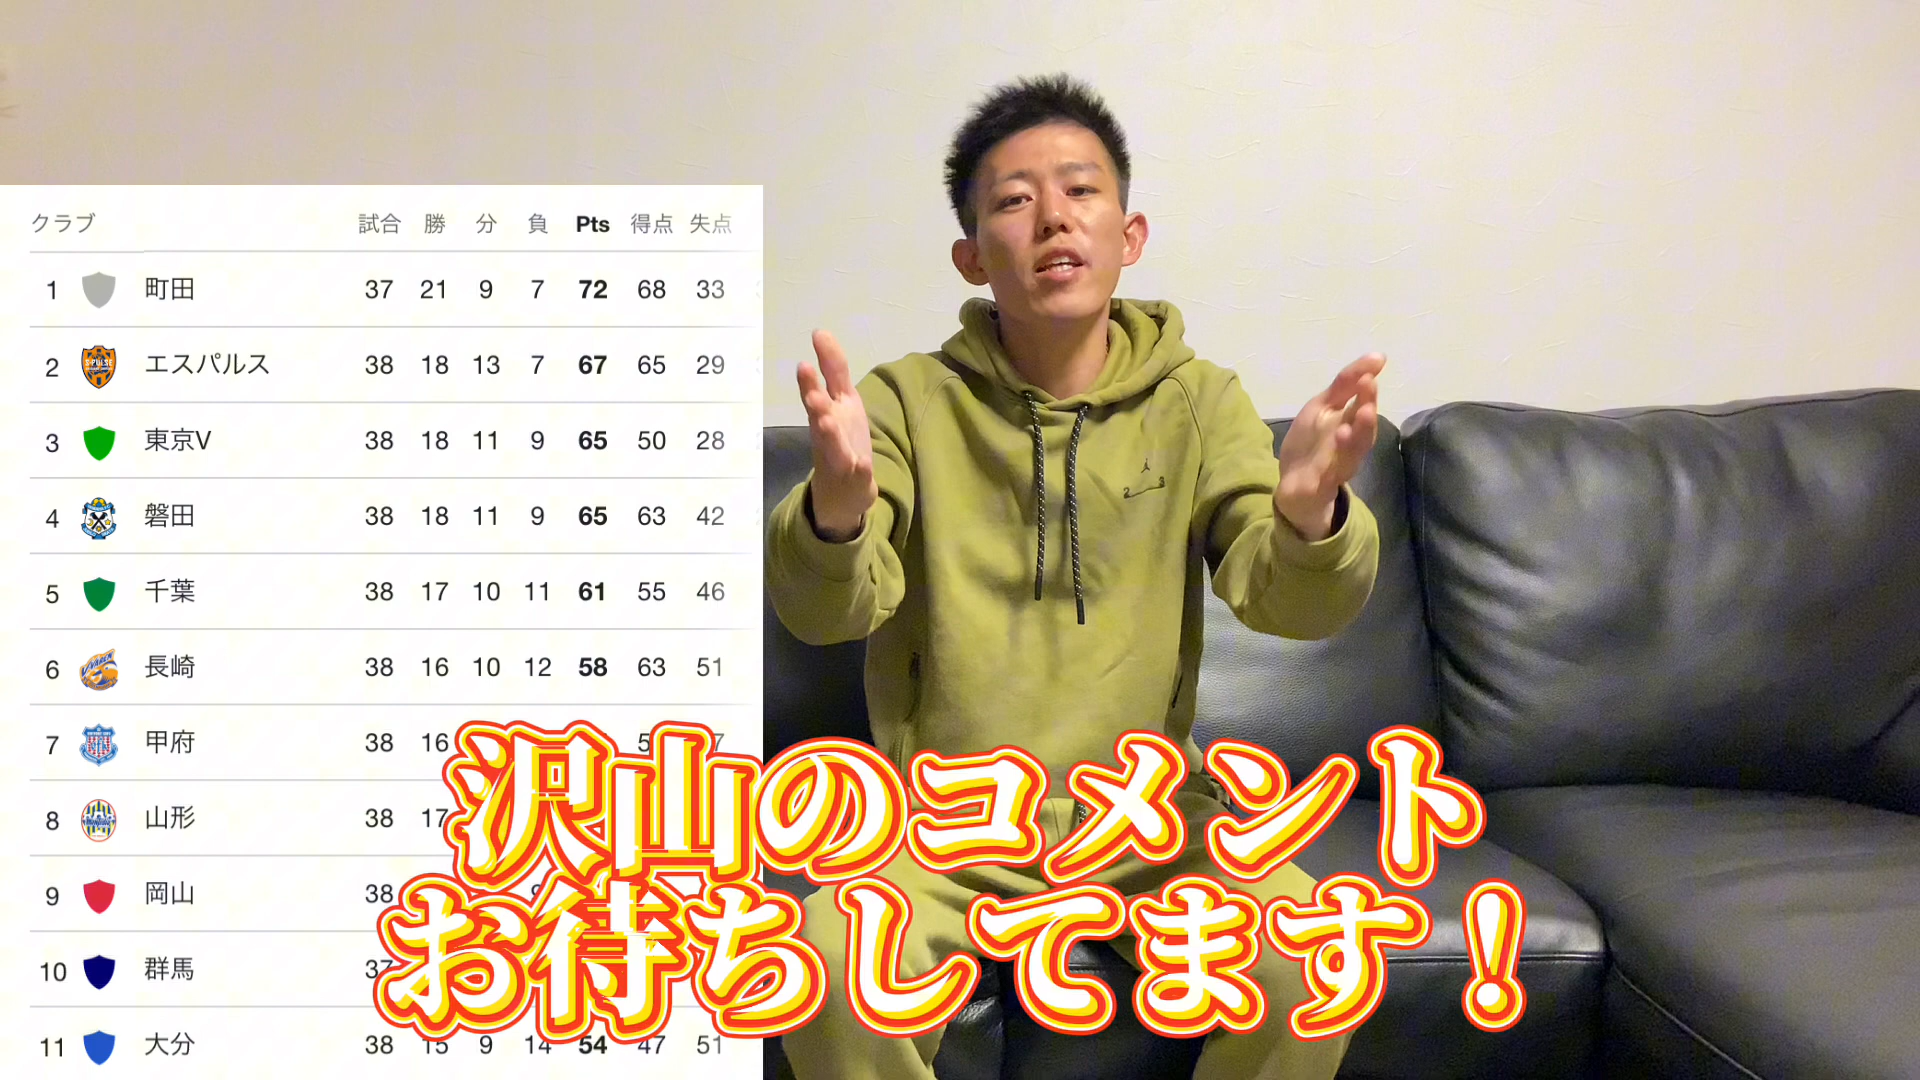 クラブ 試合 勝 分 負 Pts 得点 失点
1 町田 37 21 9 7 72 68 33
2 エスパルス 38 18 13 7 67 65 29
3 東京V 38 18 11 9 65 50 28
4 磐田 38 18 11 9 65 63 42
5 千葉 38 17 10 11 61 55 46
6 長崎 38 16 10 12 58 63 51
7 甲府 38 16
8 山形 38 17
9 岡山 38
10 群馬 37
11 大分 38 15 9 14 54 47 51
23
沢山のコメント
お待ちしてます！